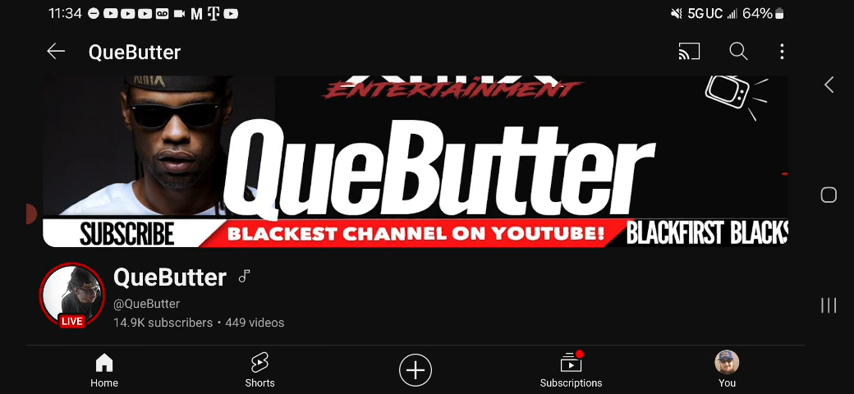 11:34 M T 5G UC 64%
QueButter
ENTERTAINMENT
QueButter
SUBSCRIBE BLACKEST CHANNEL ON YOUTUBE! BLACKFIRST BLACKS
QueButter
@QueButter
LIVE 14.9K subscribers • 449 videos
Home Shorts Subscriptions You